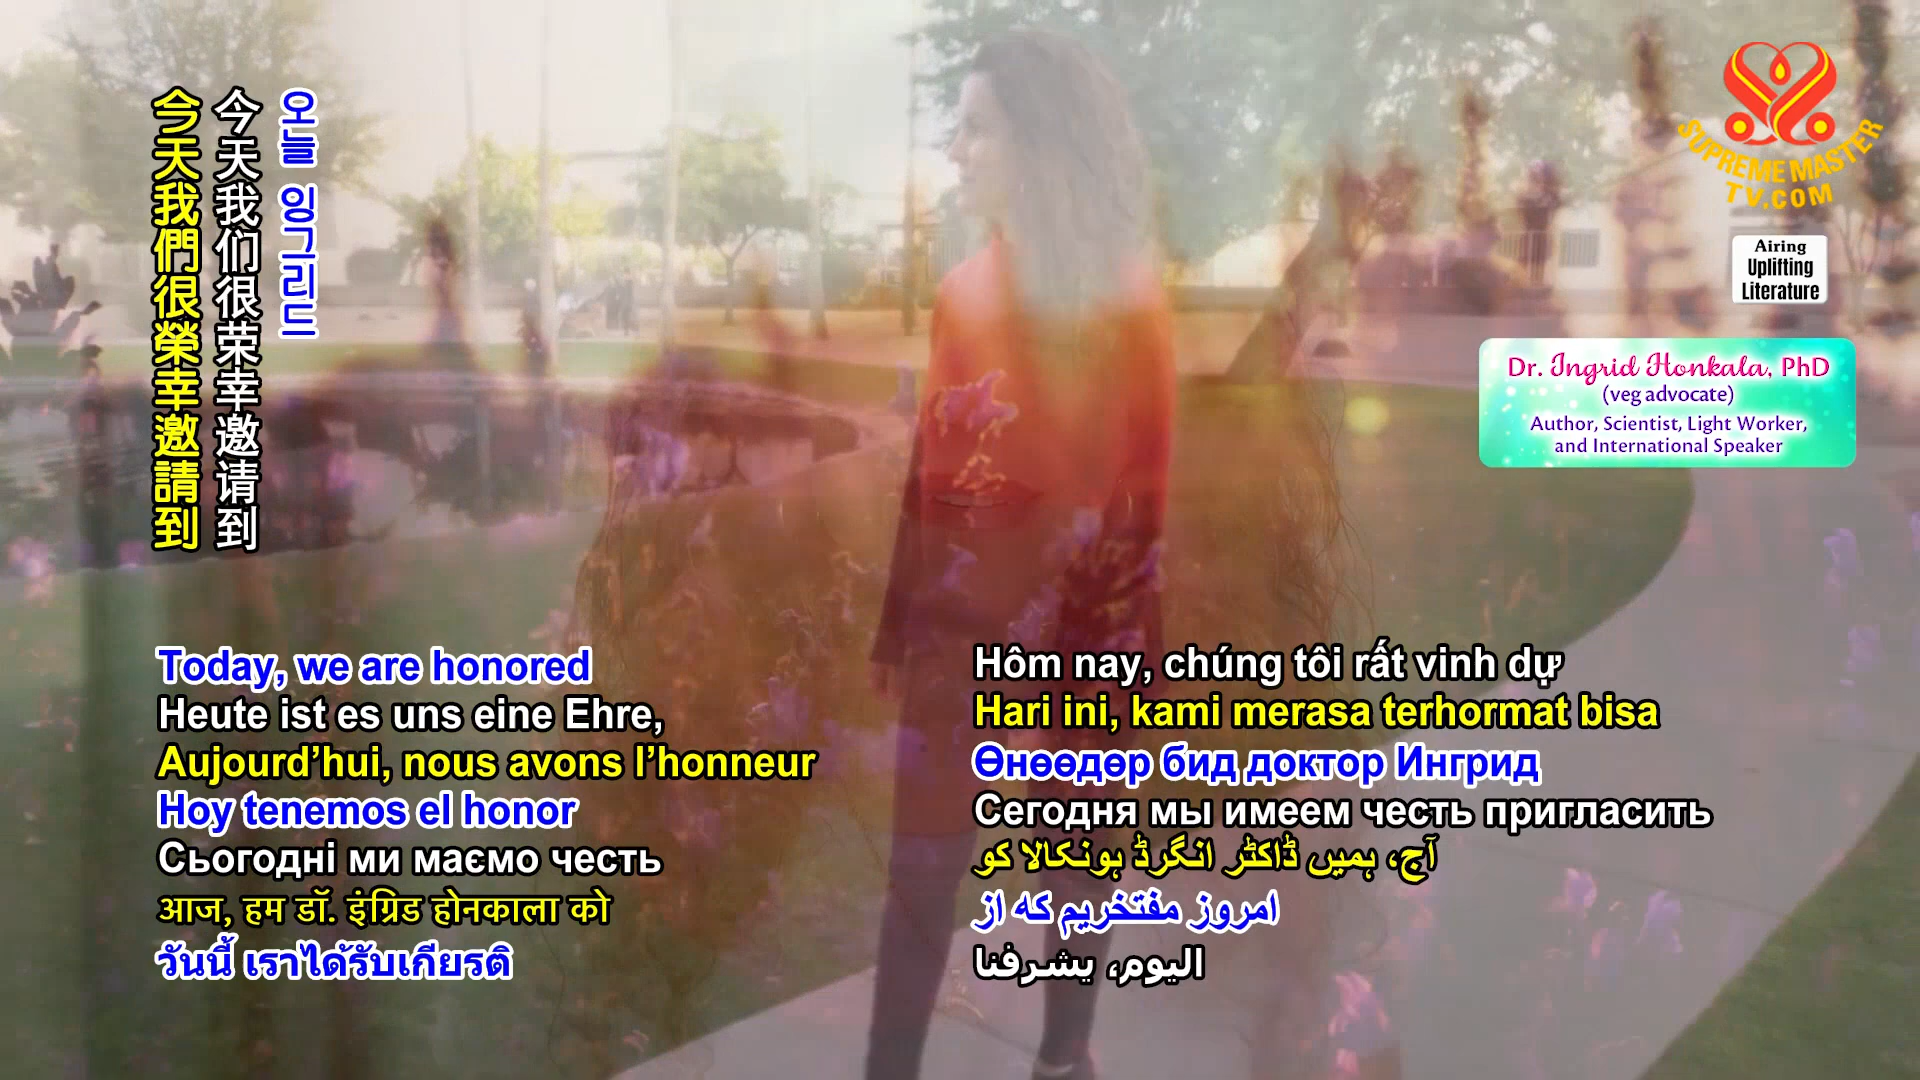 今天我們很榮幸邀請到
今天我们很荣幸邀请到
오늘 잉그리드
SUPREME MASTER
TV.COM
Airing
Uplifting
Literature
Dr. Ingrid Honkala, PhD
(veg advocate)
Author, Scientist, Light Worker,
and International Speaker
Today, we are honored
Heute ist es uns eine Ehre,
Aujourd’hui, nous avons l’honneur
Hoy tenemos el honor
Сьогодні ми маємо честь
आज, हम डॉ. इंग्रिड होनकाला को
วันนี้ เราได้รับเกียรติ
Hôm nay, chúng tôi rất vinh dự
Hari ini, kami merasa terhormat bisa
Өнөөдөр бид доктор Ингрид
Сегодня мы имеем честь пригласить
آج، ہمیں ڈاکٹر انگرڈ ہونکالا کو
امروز مفتخریم که از
اليوم، يشرفنا